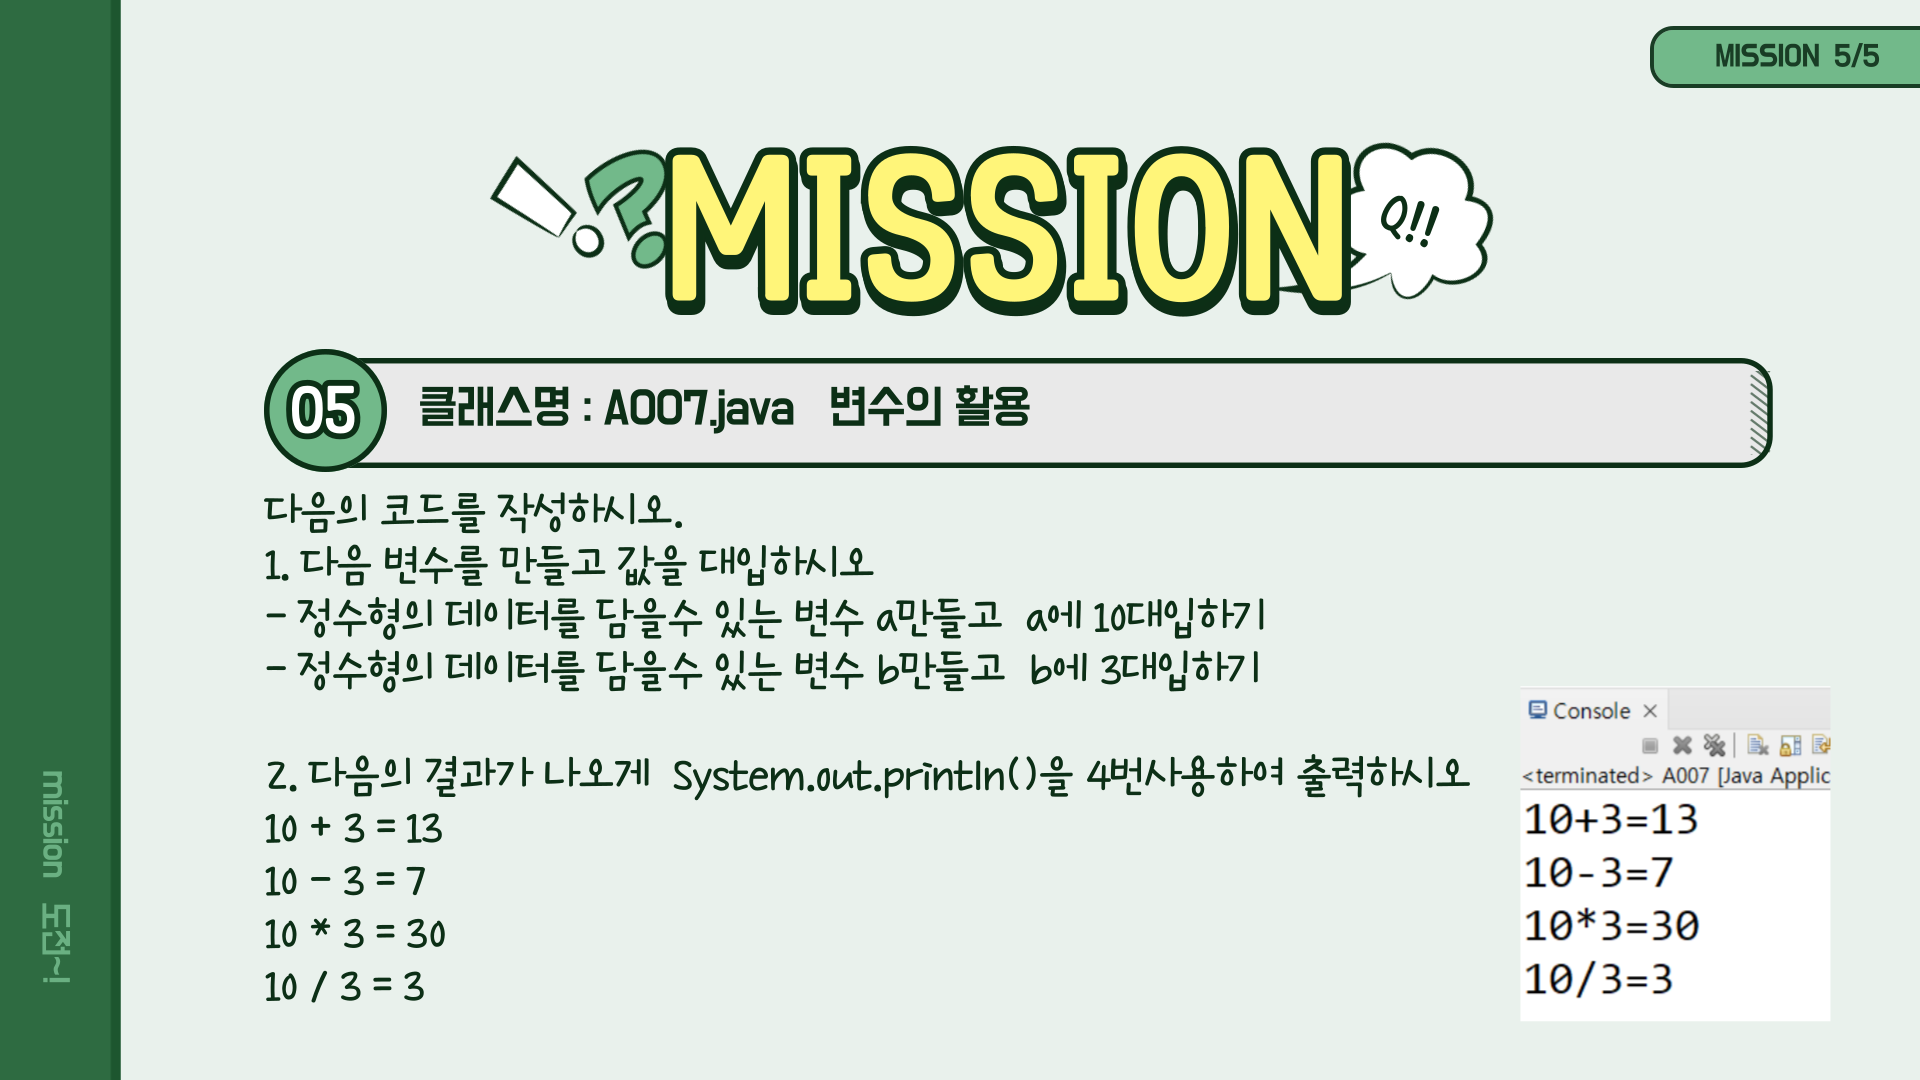 MISSION 5/5
MISSION
Q!!
05
클래스명 : A007.java 변수의 활용
다음의 코드를 작성하시오.
1. 다음 변수를 만들고 값을 대입하시오
- 정수형의 데이터를 담을수 있는 변수 a만들고 a에 10대입하기
- 정수형의 데이터를 담을수 있는 변수 b만들고 b에 3대입하기
2. 다음의 결과가 나오게 System.out.println()을 4번사용하여 출력하시오
10 + 3 = 13
10 - 3 = 7
10 * 3 = 30
10 / 3 = 3
Console
<terminated> A007 [Java Applic
10+3=13
10-3=7
10*3=30
10/3=3
mission 도전~!